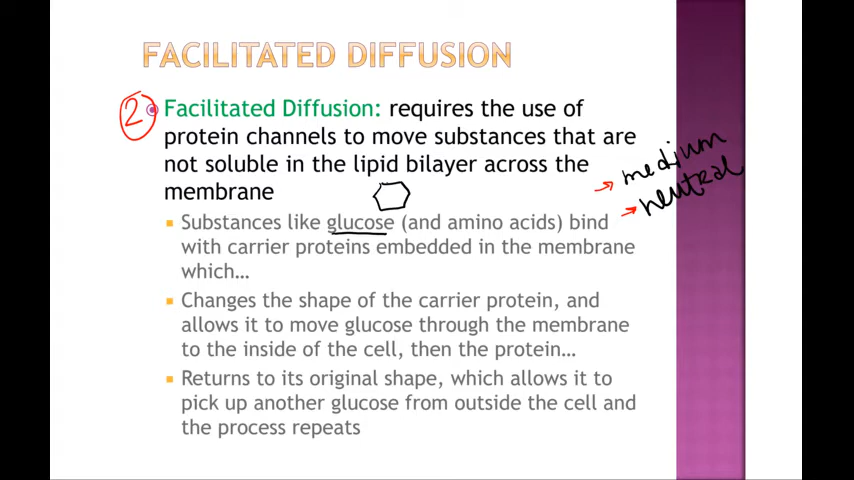 FACILITATED DIFFUSION
2
Facilitated Diffusion: requires the use of
protein channels to move substances that are
not soluble in the lipid bilayer across the
membrane
→ medium
→ neutral
Substances like glucose (and amino acids) bind
with carrier proteins embedded in the membrane
which…
Changes the shape of the carrier protein, and
allows it to move glucose through the membrane
to the inside of the cell, then the protein…
Returns to its original shape, which allows it to
pick up another glucose from outside the cell and
the process repeats